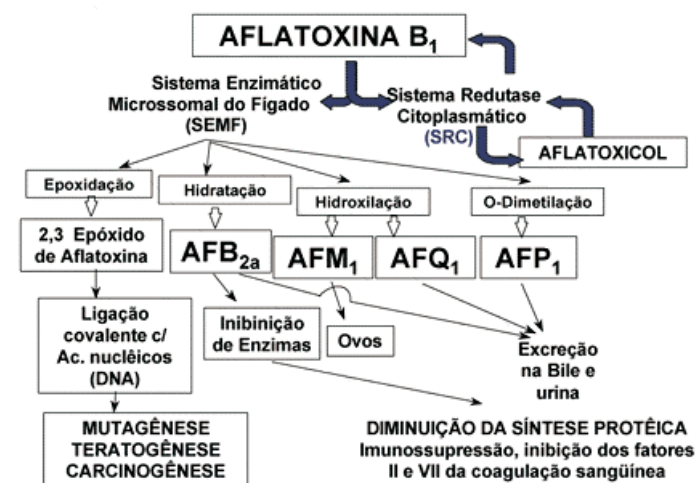 AFLATOXINA B₁
Sistema Enzimático
Microssomal do Fígado
(SEMF)
Sistema Redutase
Citoplasmático
(SRC)
AFLATOXICOL
Epoxidação
Hidratação
Hidroxilação
O-Dimetilação
2,3 Epóxido
de Aflatoxina
AFB₂ₐ
AFM₁
AFQ₁
AFP₁
Ligação
covalente c/
Ac. nuclêicos
(DNA)
Inibinição
de Enzimas
Ovos
Excreção
na Bile e
urina
MUTAGÊNESE
TERATOGÊNESE
CARCINOGÊNESE
DIMINUIÇÃO DA SÍNTESE PROTÊICA
Imunossupressão, inibição dos fatores
II e VII da coagulação sangüínea